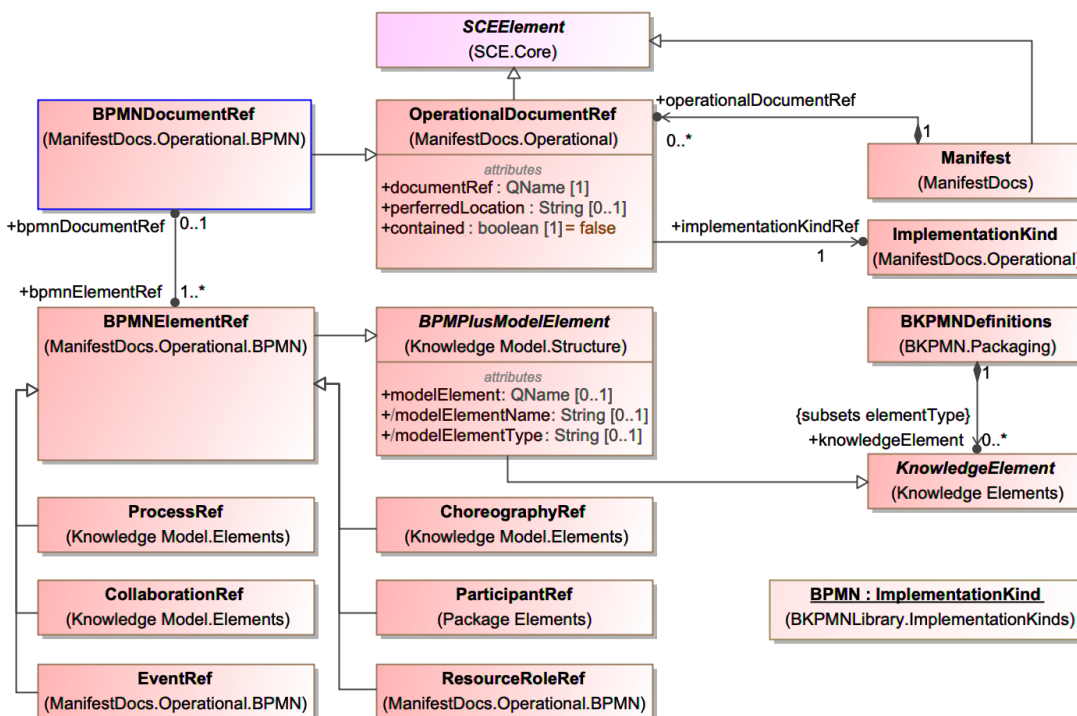 SCEElement
(SCE.Core)
BPMNDocumentRef
(ManifestDocs.Operational.BPMN)
OperationalDocumentRef
(ManifestDocs.Operational)
attributes
+documentRef : QName [1]
+perferredLocation : String [0..1]
+contained : boolean [1] = false
+operationalDocumentRef
0..*
1
Manifest
(ManifestDocs)
+implementationKindRef
1
ImplementationKind
(ManifestDocs.Operational)
+bpmnDocumentRef
0..1
+bpmnElementRef
1..*
BPMNElementRef
(ManifestDocs.Operational.BPMN)
BPMPlusModelElement
(Knowledge Model.Structure)
attributes
+modelElement: QName [0..1]
+/modelElementName: String [0..1]
+/modelElementType: String [0..1]
BKPMNDefinitions
(BKPMN.Packaging)
1
{subsets elementType}
+knowledgeElement
0..*
KnowledgeElement
(Knowledge Elements)
ProcessRef
(Knowledge Model.Elements)
ChoreographyRef
(Knowledge Model.Elements)
CollaborationRef
(Knowledge Model.Elements)
ParticipantRef
(Package Elements)
BPMN : ImplementationKind
(BKPMNLibrary.ImplementationKinds)
EventRef
(ManifestDocs.Operational.BPMN)
ResourceRoleRef
(ManifestDocs.Operational.BPMN)